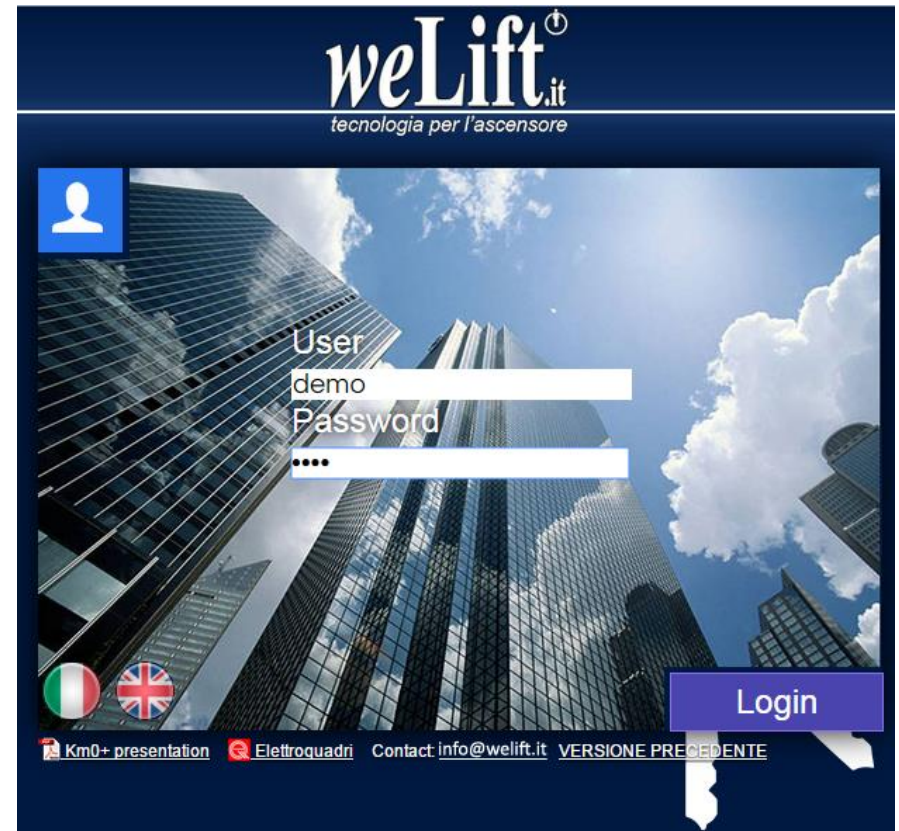 weLift.it
tecnologia per l'ascensore
User
demo
Password
••••
Login
Km0+ presentation Elettroquadri Contact: info@welift.it VERSIONE PRECEDENTE